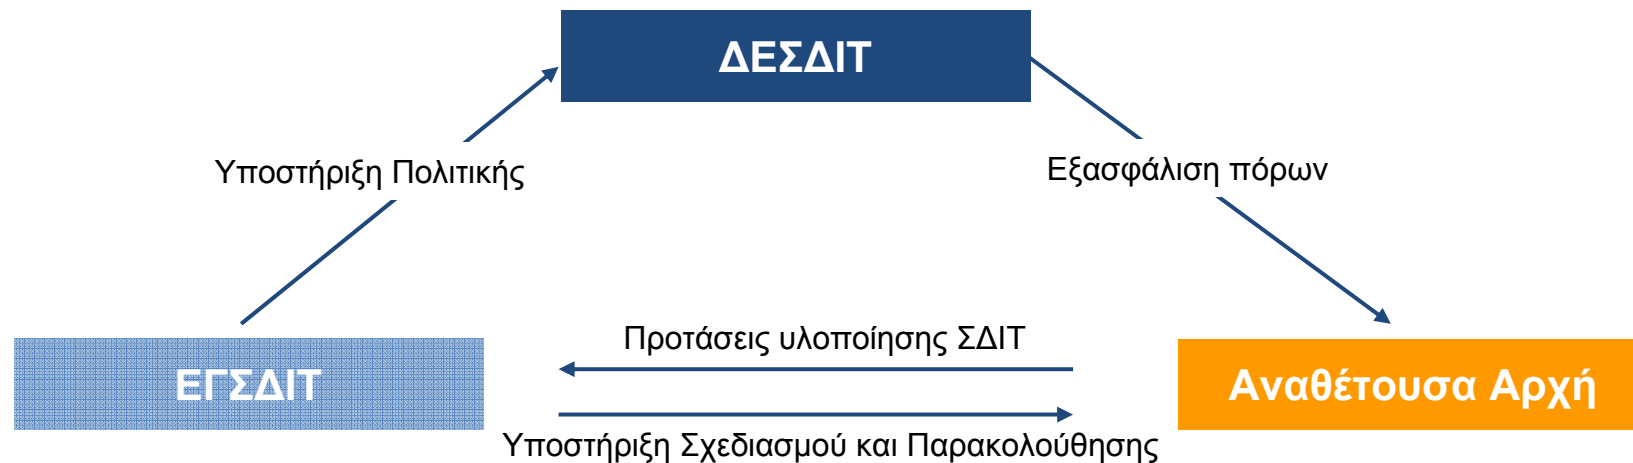 ΔΕΣΔΙΤ
Υποστήριξη Πολιτικής
Εξασφάλιση πόρων
Προτάσεις υλοποίησης ΣΔΙΤ
ΕΓΣΔΙΤ
Αναθέτουσα Αρχή
Υποστήριξη Σχεδιασμού και Παρακολούθησης